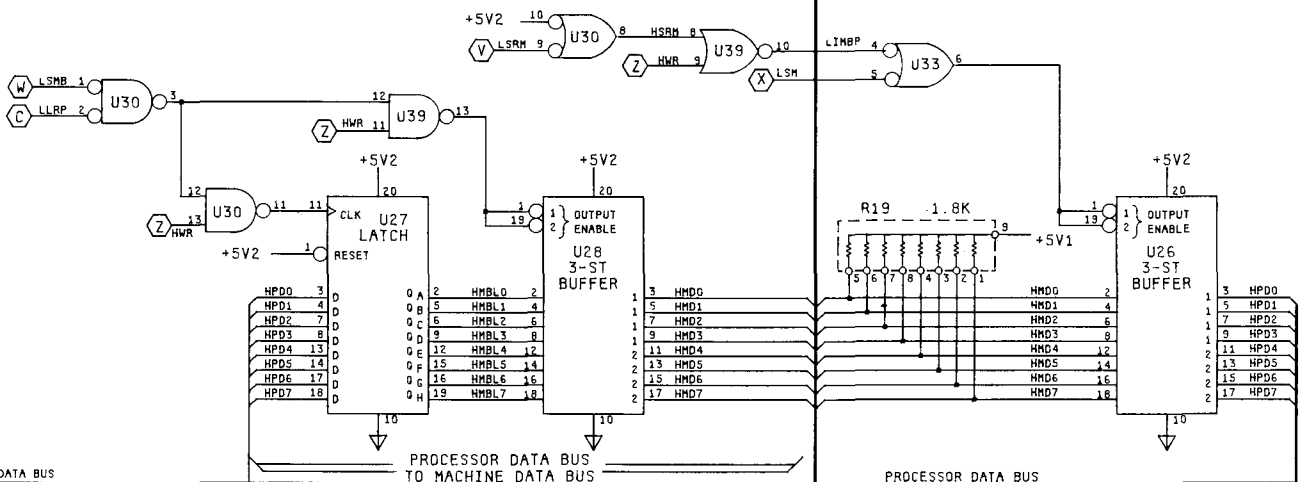 +5V2 10
U30 8 HSRM 8
V LSRM 9
U39 10 LIMBP 4
Z HWR 9
U33 6
X LSM 5
W LSMB 1
U30 3
C LLRP 2
12
U39 13
Z HWR 11
12
U30 11
Z 13
HWR
+5V2
20
11 CLK
U27
LATCH
+5V2 1 RESET
HPD0 3 D Q A 2 HMBL0 2
HPD1 4 D Q B 5 HMBL1 4
HPD2 7 D Q C 6 HMBL2 6
HPD3 8 D Q D 9 HMBL3 8
HPD4 13 D Q E 12 HMBL4 12
HPD5 14 D Q F 15 HMBL5 14
HPD6 17 D Q G 16 HMBL6 16
HPD7 18 D Q H 19 HMBL7 18
10
+5V2
20
1 1 OUTPUT
19 2 ENABLE
U28
3-ST
BUFFER
1 3 HMD0
1 5 HMD1
1 7 HMD2
1 9 HMD3
2 11 HMD4
2 13 HMD5
2 15 HMD6
2 17 HMD7
10
R19 1.8K
9 +5V1
5 6 7 8 4 3 2 1
+5V2
20
1 1 OUTPUT
19 2 ENABLE
U26
3-ST
BUFFER
HMD0 2 1 3 HPD0
HMD1 4 1 5 HPD1
HMD2 6 1 7 HPD2
HMD3 8 1 9 HPD3
HMD4 12 2 11 HPD4
HMD5 14 2 13 HPD5
HMD6 16 2 15 HPD6
HMD7 18 2 17 HPD7
10
DATA BUS
PROCESSOR DATA BUS
TO MACHINE DATA BUS
PROCESSOR DATA BUS